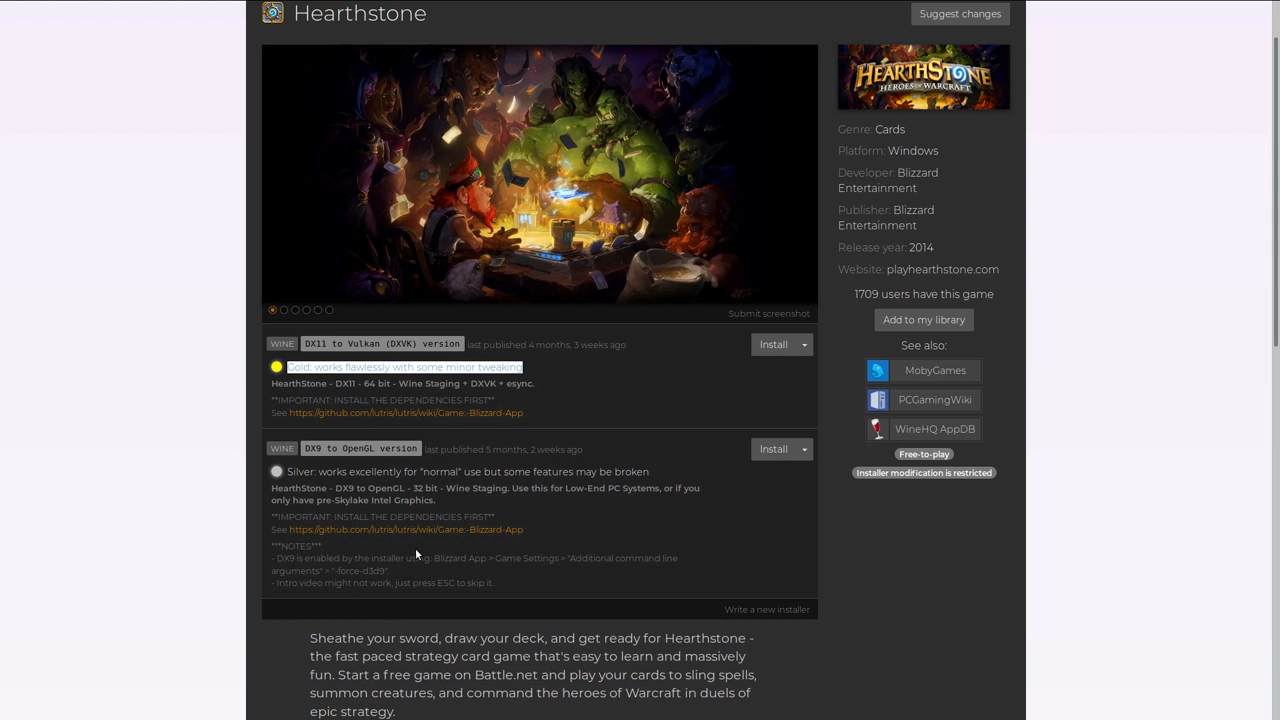 Hearthstone
Suggest changes
HEARTHSTONE
HEROES OF WARCRAFT
Genre: Cards
Platform: Windows
Developer: Blizzard
Entertainment
Publisher: Blizzard
Entertainment
Release year: 2014
Website: playhearthstone.com
1709 users have this game
Add to my library
See also:
MobyGames
PCGamingWiki
WineHQ AppDB
Free-to-play
Installer modification is restricted
Submit screenshot
WINE DX11 to Vulkan (DXVK) version last published 4 months, 3 weeks ago Install
Gold: works flawlessly with some minor tweaking
HearthStone - DX11 - 64 bit - Wine Staging + DXVK + esync.
**IMPORTANT: INSTALL THE DEPENDENCIES FIRST**
See https://github.com/lutris/lutris/wiki/Game:-Blizzard-App
WINE DX9 to OpenGL version last published 5 months, 2 weeks ago Install
Silver: works excellently for "normal" use but some features may be broken
HearthStone - DX9 to OpenGL - 32 bit - Wine Staging. Use this for Low-End PC Systems, or if you
only have pre-Skylake Intel Graphics.
**IMPORTANT: INSTALL THE DEPENDENCIES FIRST**
See https://github.com/lutris/lutris/wiki/Game:-Blizzard-App
***NOTES***
- DX9 is enabled by the installer using: Blizzard App > Game Settings > "Additional command line
arguments" > "-force-d3d9".
- Intro video might not work, just press ESC to skip it.
Write a new installer
Sheathe your sword, draw your deck, and get ready for Hearthstone -
the fast paced strategy card game that's easy to learn and massively
fun. Start a free game on Battle.net and play your cards to sling spells,
summon creatures, and command the heroes of Warcraft in duels of
epic strategy.